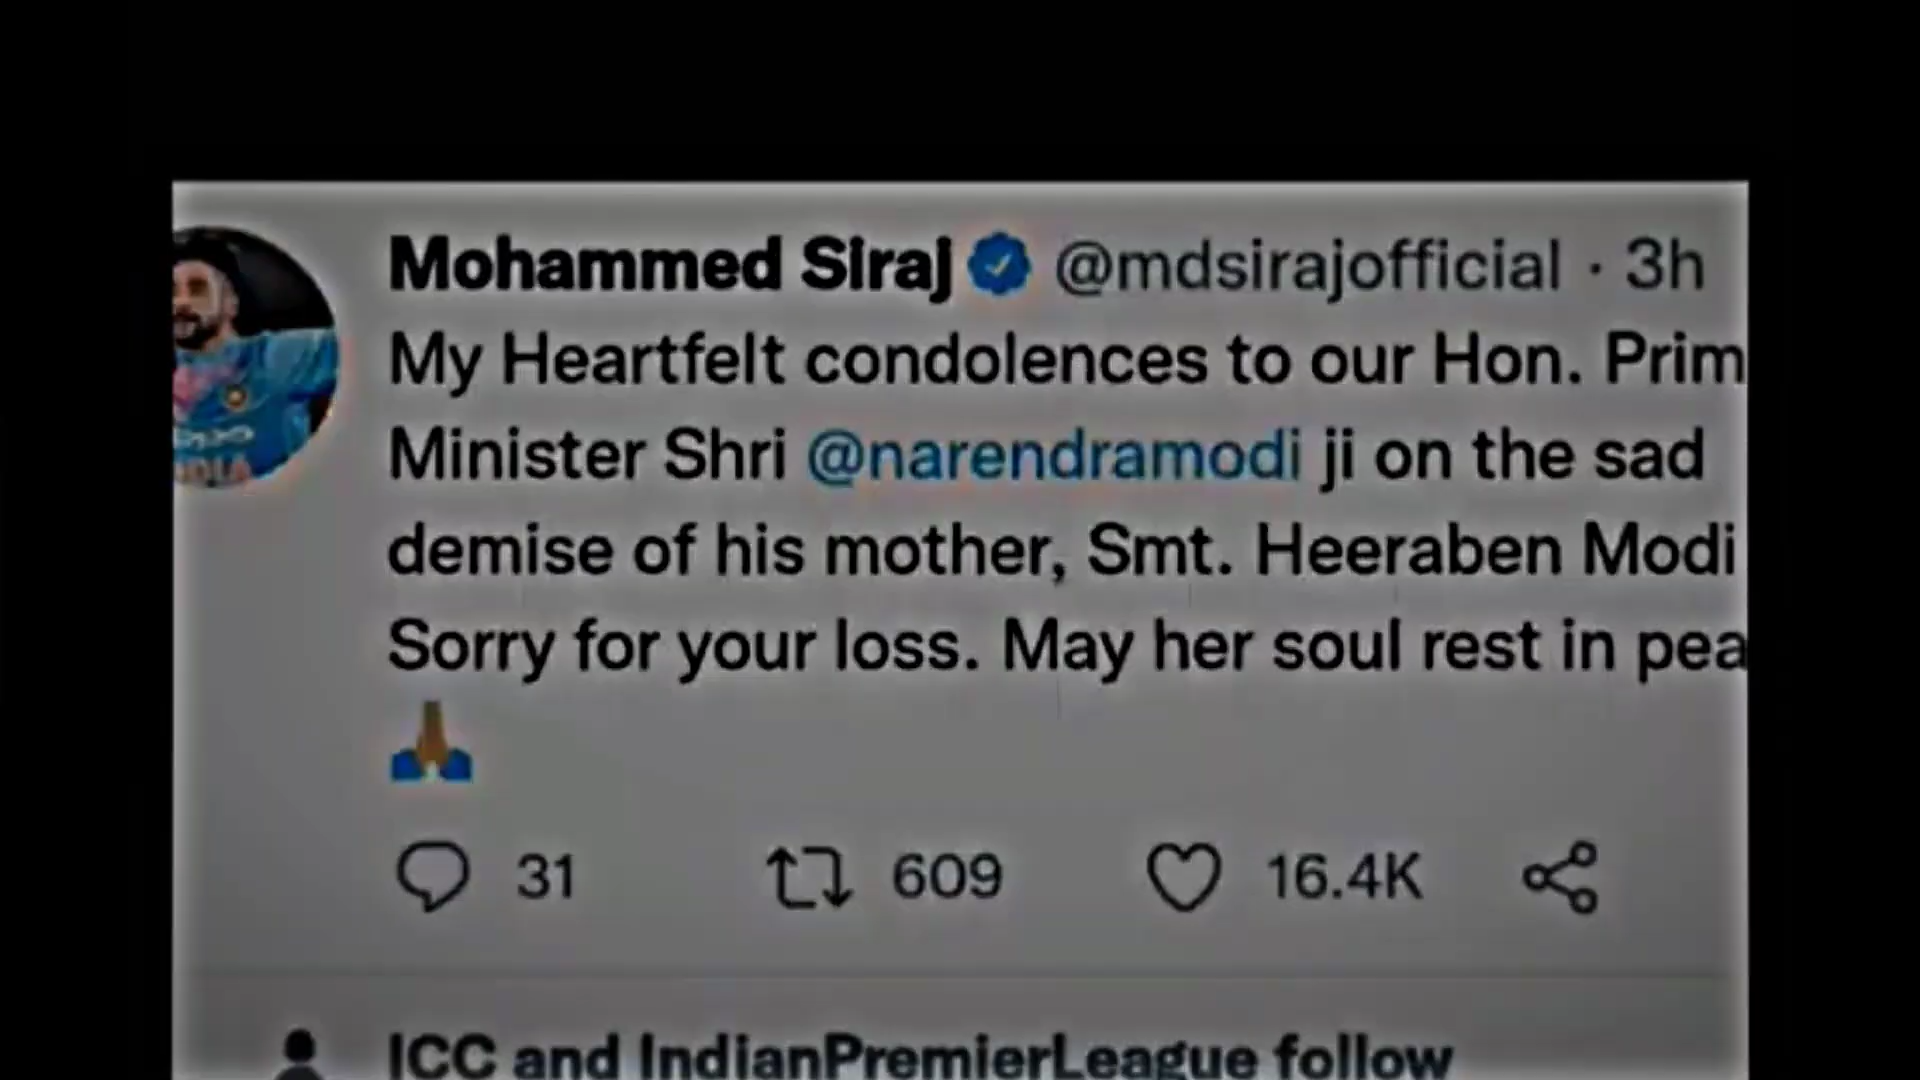 Mohammed Siraj @mdsirajofficial · 3h
My Heartfelt condolences to our Hon. Prim
Minister Shri @narendramodi ji on the sad
demise of his mother, Smt. Heeraben Modi
Sorry for your loss. May her soul rest in pea
🙏🏽
31 609 16.4K
ICC and IndianPremierLeague follow